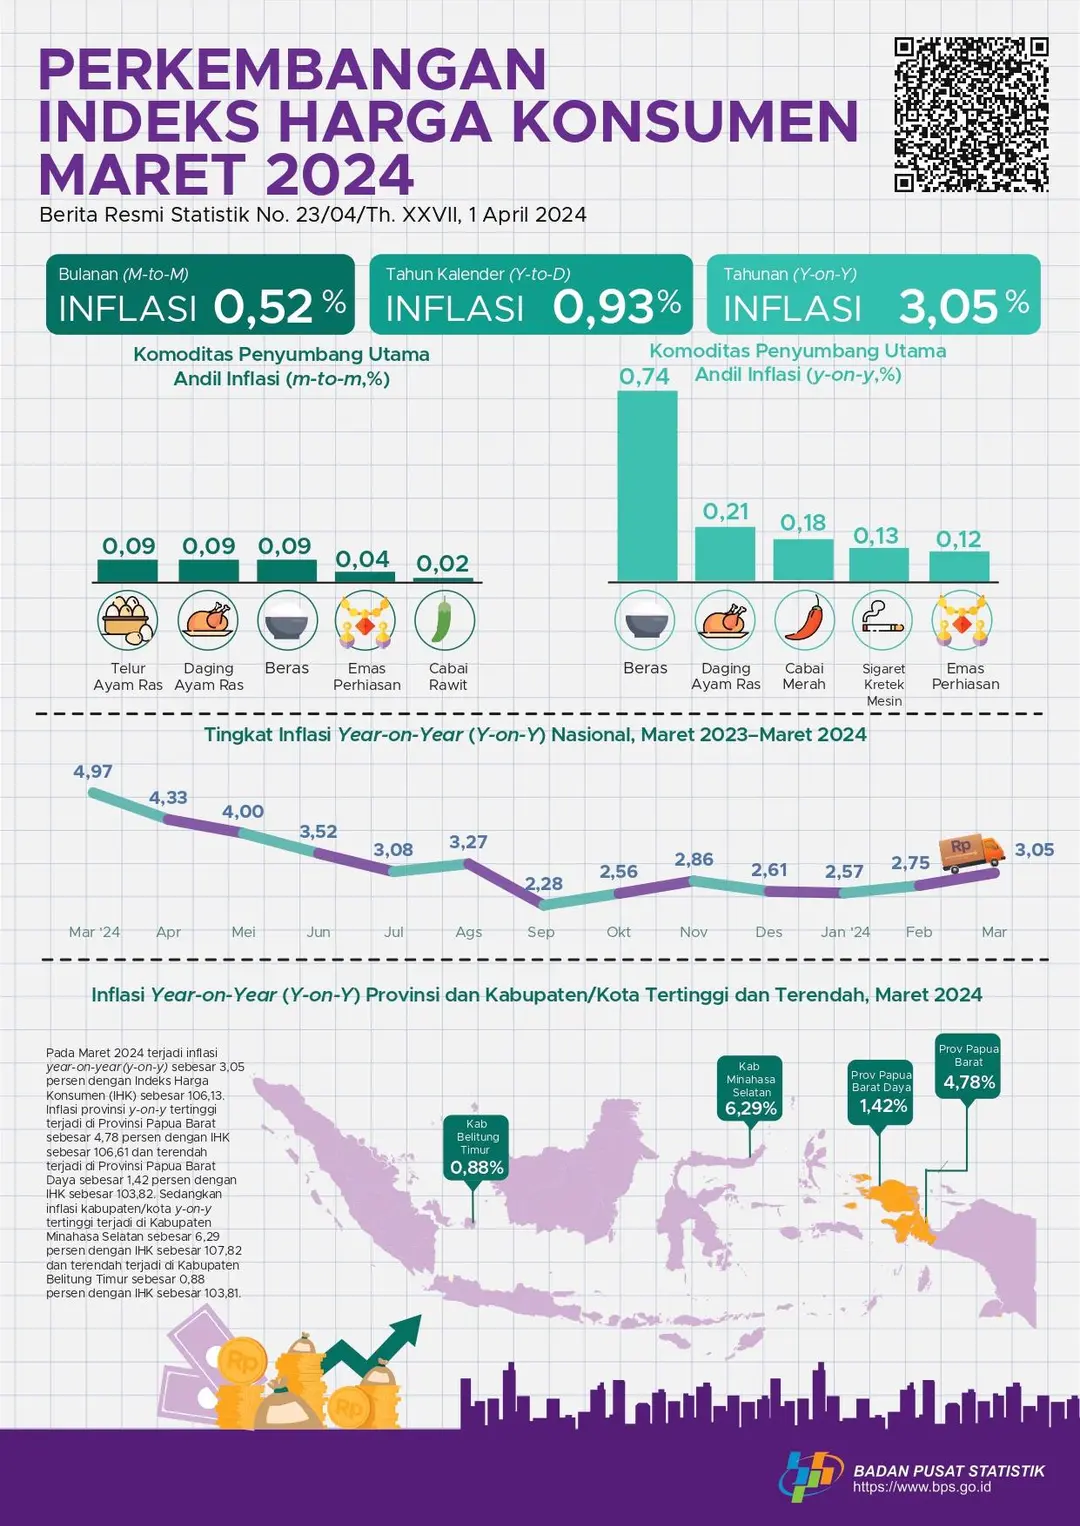 PERKEMBANGAN
INDEKS HARGA KONSUMEN
MARET 2024
Berita Resmi Statistik No. 23/04/Th. XXVII, 1 April 2024
Bulanan (M-to-M)
INFLASI 0,52 %
Tahun Kalender (Y-to-D)
INFLASI 0,93%
Tahunan (Y-on-Y)
INFLASI 3,05 %
Komoditas Penyumbang Utama
Andil Inflasi (m-to-m,%)
0,09 0,09 0,09 0,04 0,02
Telur
Ayam Ras
Daging
Ayam Ras
Beras
Emas
Perhiasan
Cabai
Rawit
Komoditas Penyumbang Utama
Andil Inflasi (y-on-y,%)
0,74 0,21 0,18 0,13 0,12
Beras
Daging
Ayam Ras
Cabai
Merah
Sigaret
Kretek
Mesin
Emas
Perhiasan
Tingkat Inflasi Year-on-Year (Y-on-Y) Nasional, Maret 2023–Maret 2024
4,97 4,33 4,00 3,52 3,08 3,27 2,28 2,56 2,86 2,61 2,57 2,75 3,05
Rp
Mar '24 Apr Mei Jun Jul Ags Sep Okt Nov Des Jan '24 Feb Mar
Inflasi Year-on-Year (Y-on-Y) Provinsi dan Kabupaten/Kota Tertinggi dan Terendah, Maret 2024
Pada Maret 2024 terjadi inflasi
year-on-year(y-on-y) sebesar 3,05
persen dengan Indeks Harga
Konsumen (IHK) sebesar 106,13.
Inflasi provinsi y-on-y tertinggi
terjadi di Provinsi Papua Barat
sebesar 4,78 persen dengan IHK
sebesar 106,61 dan terendah
terjadi di Provinsi Papua Barat
Daya sebesar 1,42 persen dengan
IHK sebesar 103,82. Sedangkan
inflasi kabupaten/kota y-on-y
tertinggi terjadi di Kabupaten
Minahasa Selatan sebesar 6,29
persen dengan IHK sebesar 107,82
dan terendah terjadi di Kabupaten
Belitung Timur sebesar 0,88
persen dengan IHK sebesar 103,81.
Kab
Belitung
Timur
0,88%
Kab
Minahasa
Selatan
6,29%
Prov Papua
Barat Daya
1,42%
Prov Papua
Barat
4,78%
Rp
Rp
BADAN PUSAT STATISTIK
https://www.bps.go.id